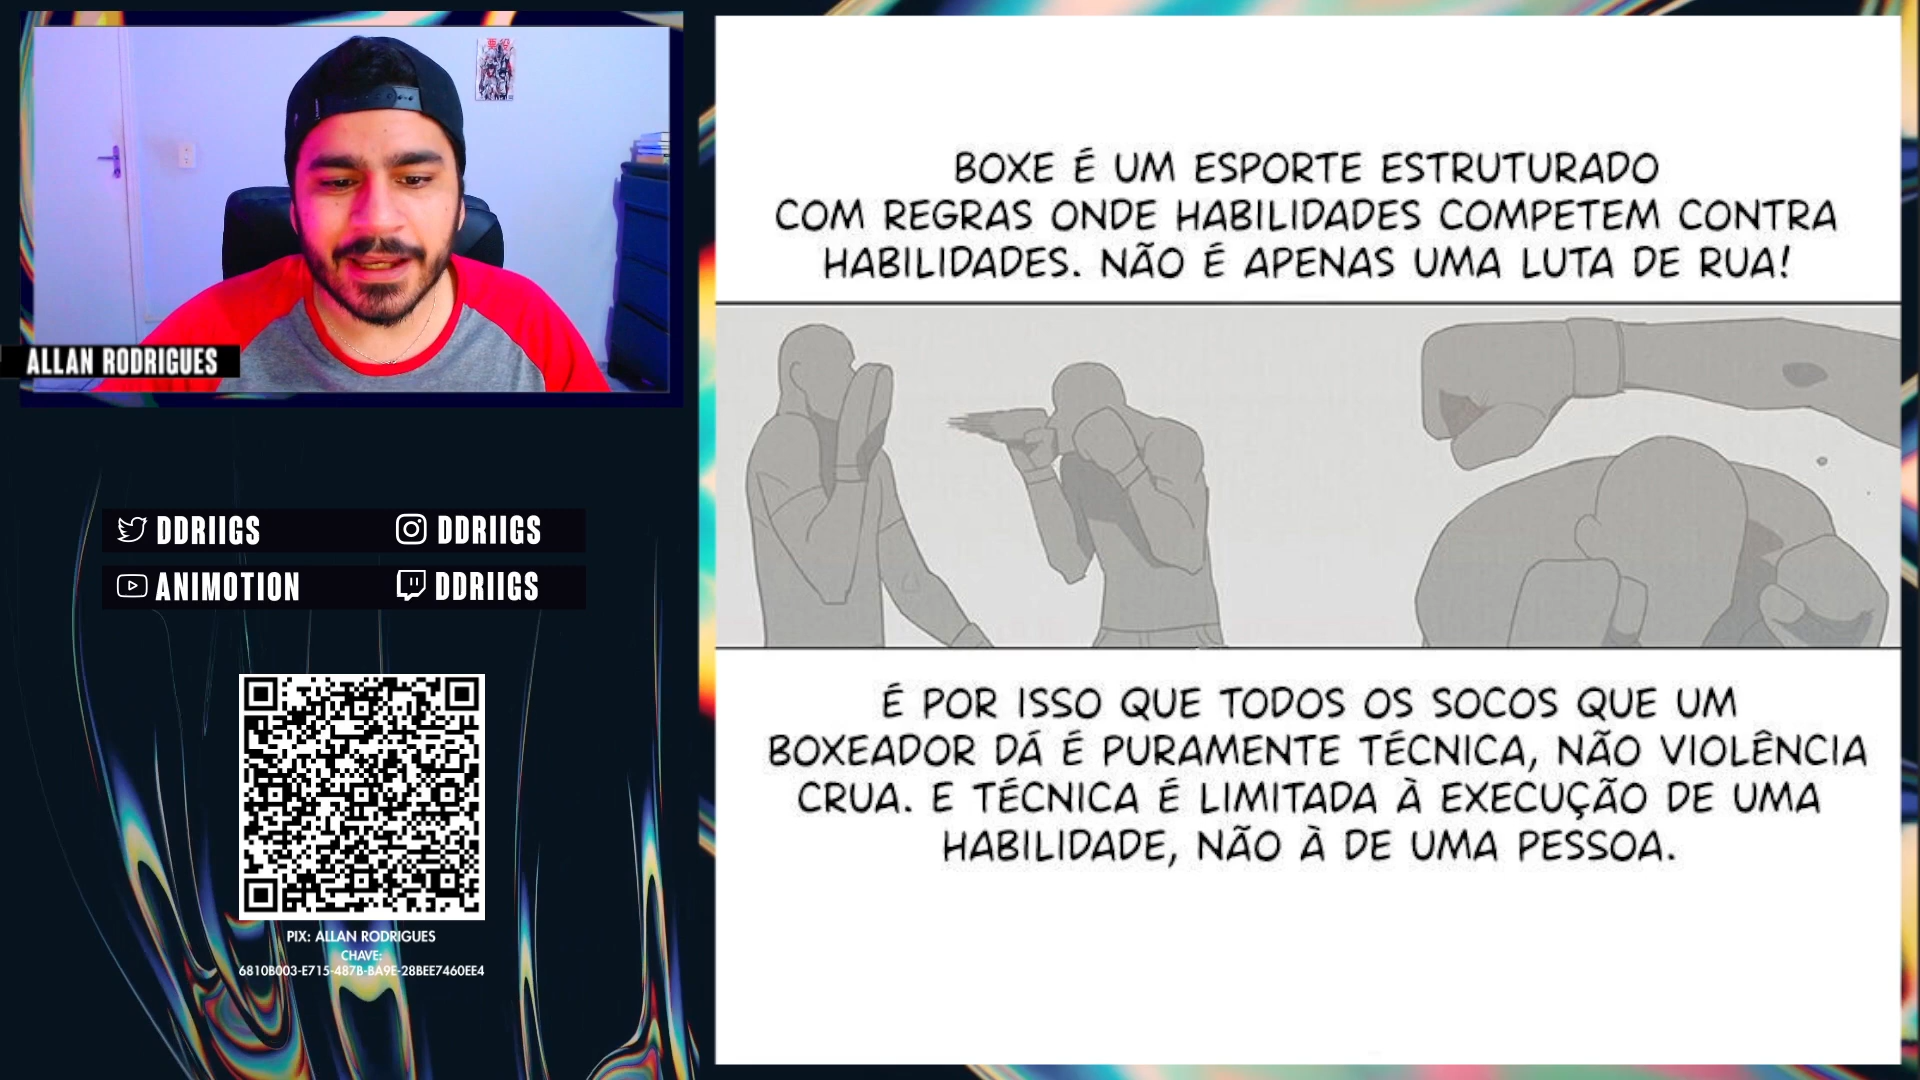 ALLAN RODRIGUES
DDRIIGS
DDRIIGS
ANIMOTION
DDRIIGS
PIX: ALLAN RODRIGUES
CHAVE:
6810B003-E715-487B-BA9E-28BEE7460EE4
BOXE É UM ESPORTE ESTRUTURADO
COM REGRAS ONDE HABILIDADES COMPETEM CONTRA
HABILIDADES. NÃO É APENAS UMA LUTA DE RUA!
É POR ISSO QUE TODOS OS SOCOS QUE UM
BOXEADOR DÁ É PURAMENTE TÉCNICA, NÃO VIOLÊNCIA
CRUA. E TÉCNICA É LIMITADA À EXECUÇÃO DE UMA
HABILIDADE, NÃO À DE UMA PESSOA.